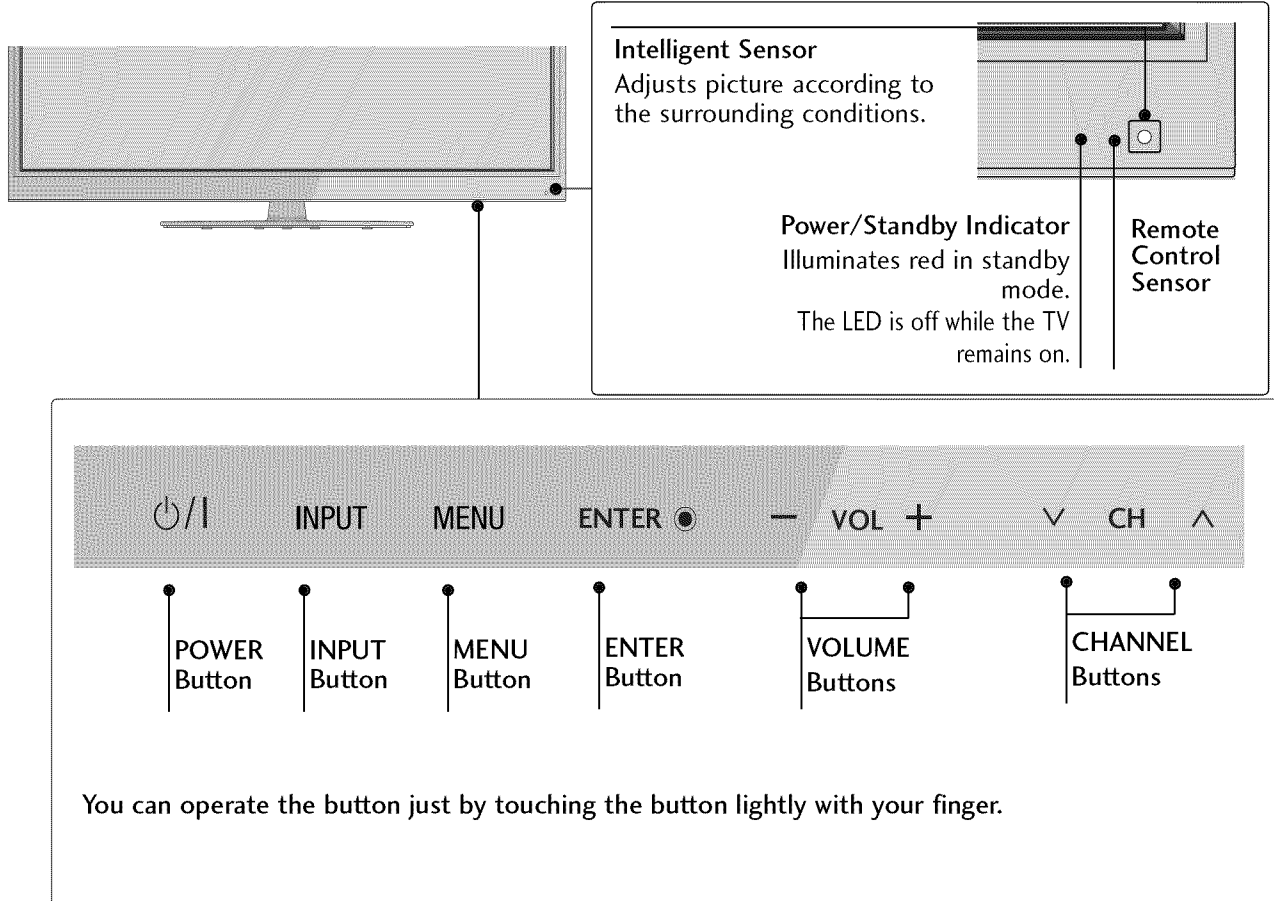 Intelligent Sensor
Adjusts picture according to
the surrounding conditions.
Power/Standby Indicator
Illuminates red in standby
mode.
The LED is off while the TV
remains on.
Remote
Control
Sensor
⏻/I INPUT MENU ENTER ◉ − VOL + ∨ CH ∧
POWER
Button
INPUT
Button
MENU
Button
ENTER
Button
VOLUME
Buttons
CHANNEL
Buttons
You can operate the button just by touching the button lightly with your finger.